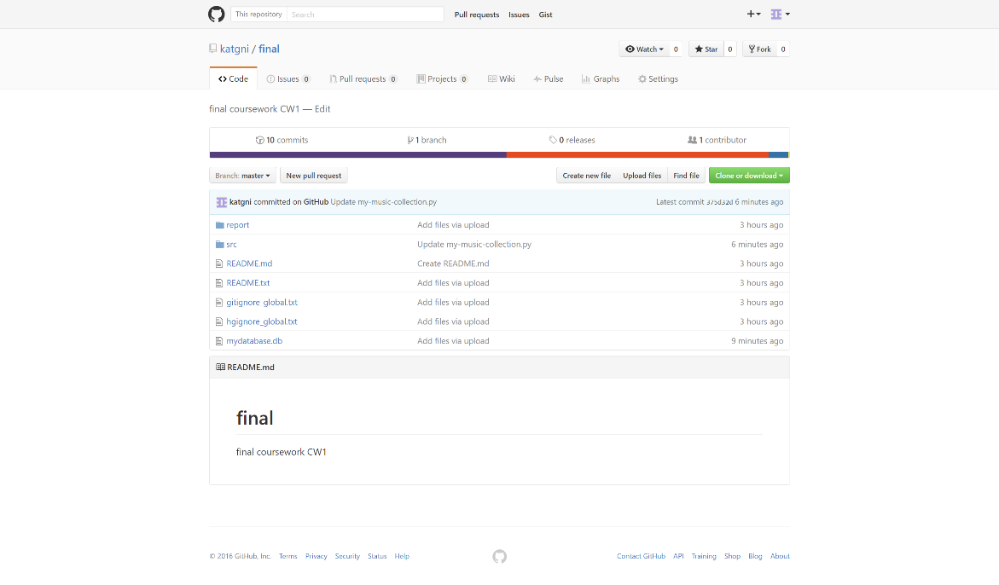 This repository Search Pull requests Issues Gist
katgni / final Watch 0 Star 0 Fork 0
Code Issues 0 Pull requests 0 Projects 0 Wiki Pulse Graphs Settings
final coursework CW1 — Edit
10 commits 1 branch 0 releases 1 contributor
Branch: master New pull request Create new file Upload files Find file Clone or download
katgni committed on GitHub Update my-music-collection.py Latest commit 375d32d 6 minutes ago
report Add files via upload 3 hours ago
src Update my-music-collection.py 6 minutes ago
README.md Create README.md 3 hours ago
README.txt Add files via upload 3 hours ago
gitignore_global.txt Add files via upload 3 hours ago
hgignore_global.txt Add files via upload 3 hours ago
mydatabase.db Add files via upload 9 minutes ago
README.md
final
final coursework CW1
© 2016 GitHub, Inc. Terms Privacy Security Status Help Contact GitHub API Training Shop Blog About